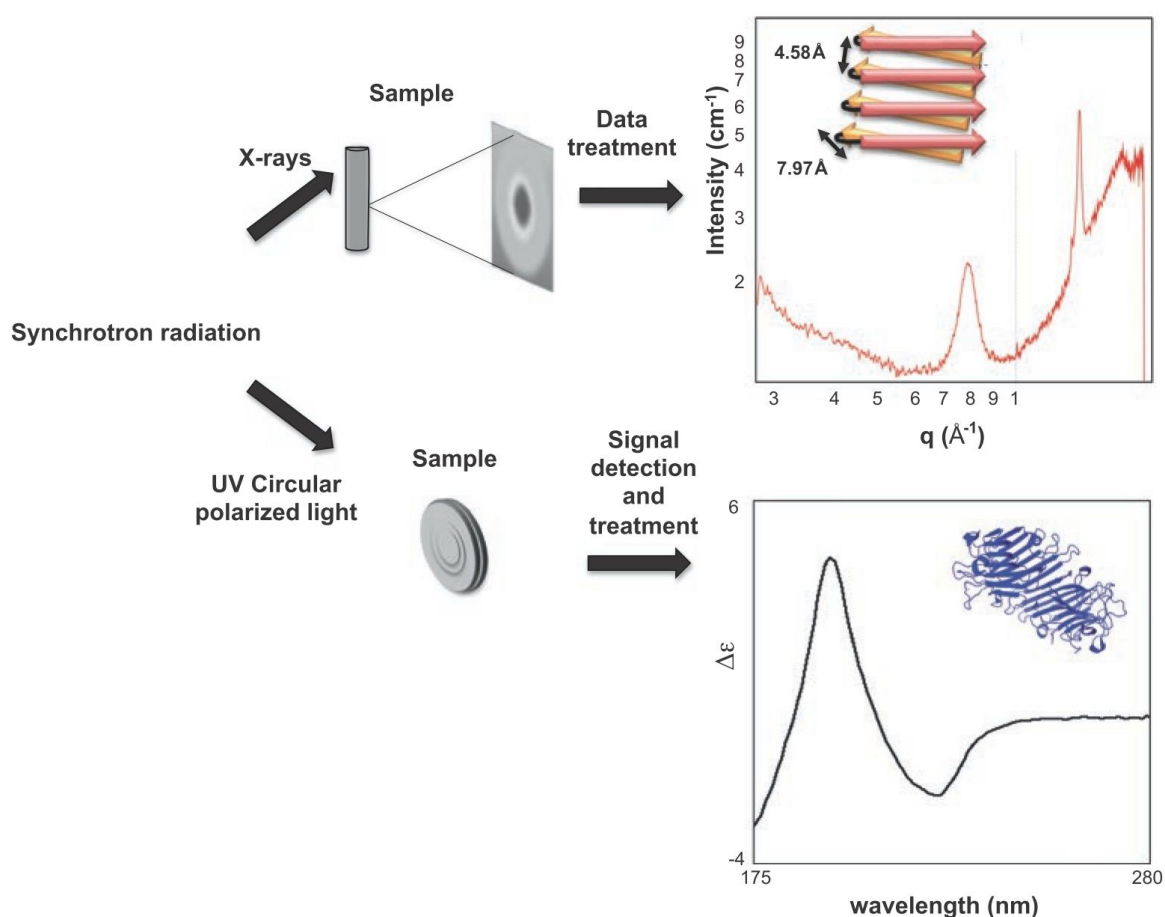 Sample
X-rays
Data
treatment
Synchrotron radiation
UV Circular
polarized light
Sample
Signal
detection
and
treatment
Intensity (cm⁻¹)
9
8
7
6
5
4
3
2
4.58Å
7.97Å
3 4 5 6 7 8 9 1
q (Å⁻¹)
6
Δε
-4
175 280
wavelength (nm)